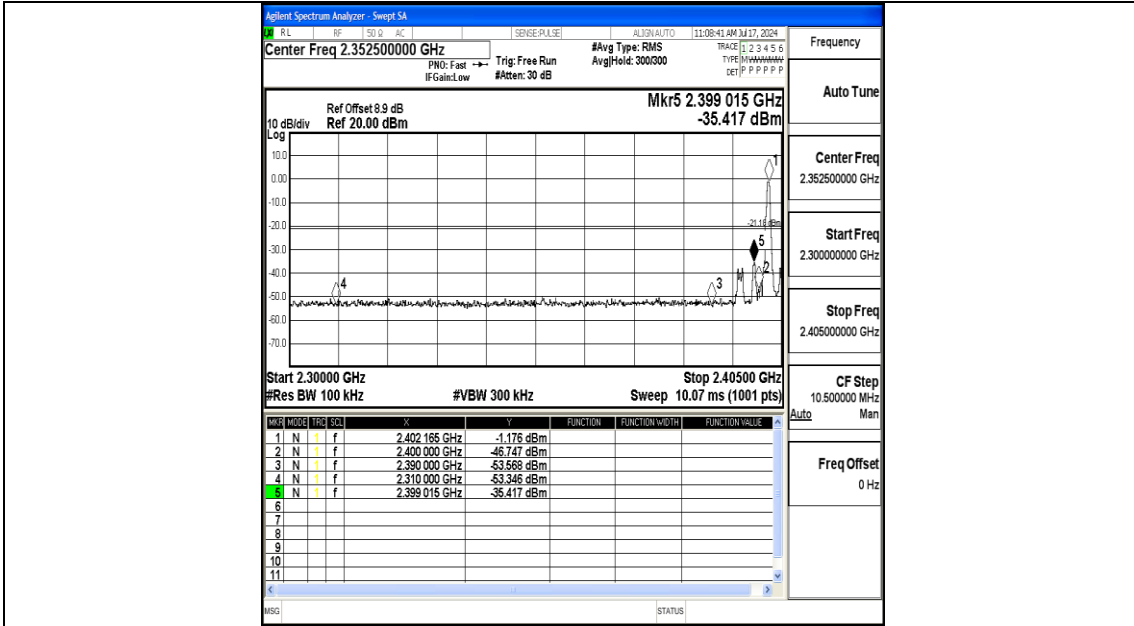 Agilent Spectrum Analyzer - Swept SA
RL RF 50 Ω AC SENSE:PULSE ALIGN AUTO 11:08:41 AM Jul 17, 2024
Center Freq 2.352500000 GHz
PNO: Fast
IFGain:Low
Trig: Free Run
#Atten: 30 dB
#Avg Type: RMS
Avg|Hold: 300/300
TRACE 1 2 3 4 5 6
TYPE M
DET P P P P P P
Frequency
Auto Tune
Center Freq
2.352500000 GHz
Start Freq
2.300000000 GHz
Stop Freq
2.405000000 GHz
CF Step
10.500000 MHz
Auto Man
Freq Offset
0 Hz
Mkr5 2.399 015 GHz
-35.417 dBm
Ref Offset 8.9 dB
10 dB/div Ref 20.00 dBm
Log
10.0
0.00
-10.0
-20.0
-30.0
-40.0
-50.0
-60.0
-70.0
1
-21.18 dBm
5
2
3
4
Start 2.30000 GHz Stop 2.40500 GHz
#Res BW 100 kHz #VBW 300 kHz Sweep 10.07 ms (1001 pts)
MKR MODE TRC SCL X Y FUNCTION FUNCTION WIDTH FUNCTION VALUE
1 N 1 f 2.402 165 GHz -1.176 dBm
2 N 1 f 2.400 000 GHz -46.747 dBm
3 N 1 f 2.390 000 GHz -53.568 dBm
4 N 1 f 2.310 000 GHz -53.346 dBm
5 N 1 f 2.399 015 GHz -35.417 dBm
6
7
8
9
10
11
MSG STATUS